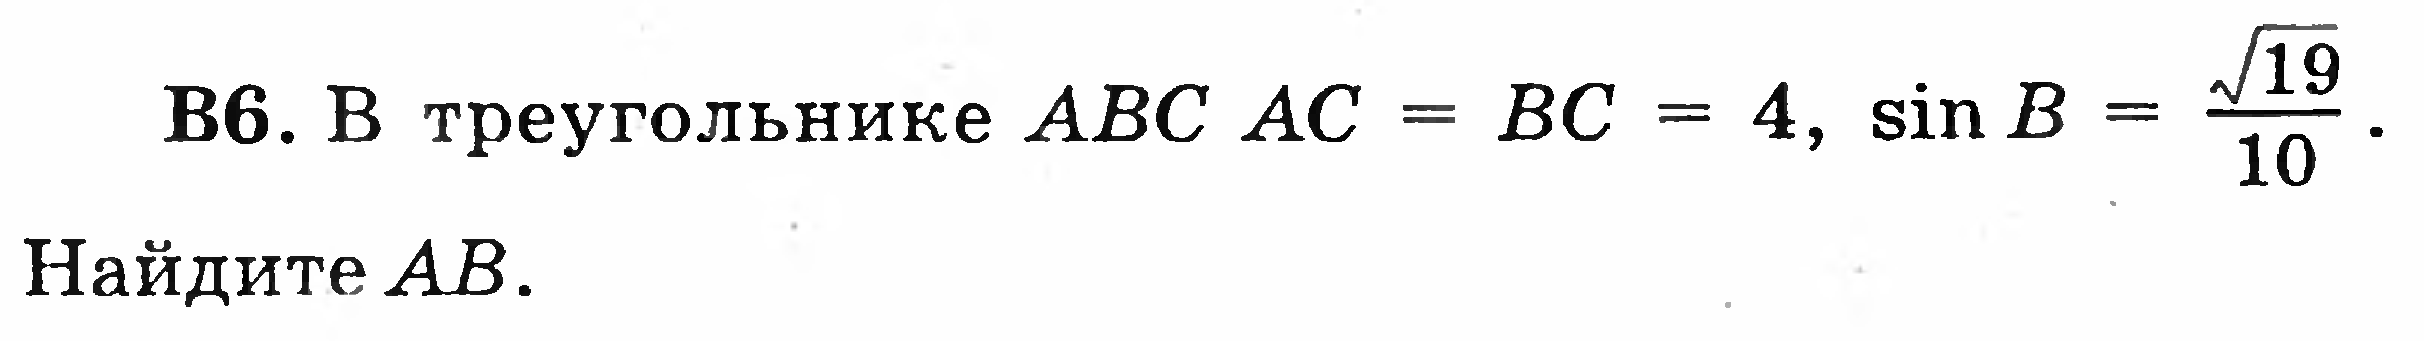 В6. В треугольнике ABC AC = BC = 4, sin B = √19/10.
Найдите AB.